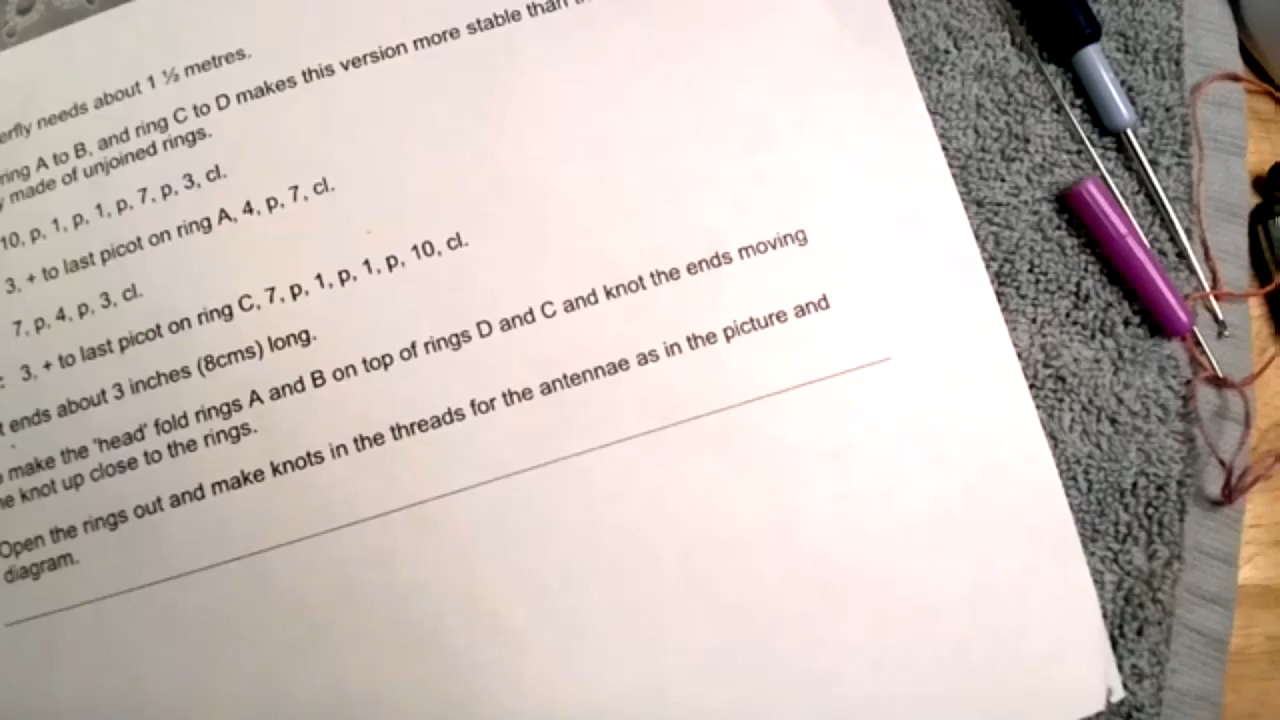 needs about 1 ½ metres.
ring A to B, and ring C to D makes this version more stable than
made of unjoined rings.
10, p, 1, p, 1, p, 7, p, 3, cl.
3, + to last picot on ring A, 4, p, 7, cl.
7, p, 4, p, 3, cl.
: 3, + to last picot on ring C, 7, p, 1, p, 1, p, 10, cl.
ends about 3 inches (8cms) long.
make the 'head' fold rings A and B on top of rings D and C and knot the ends moving
knot up close to the rings.
Open the rings out and make knots in the threads for the antennae as in the picture and
diagram.